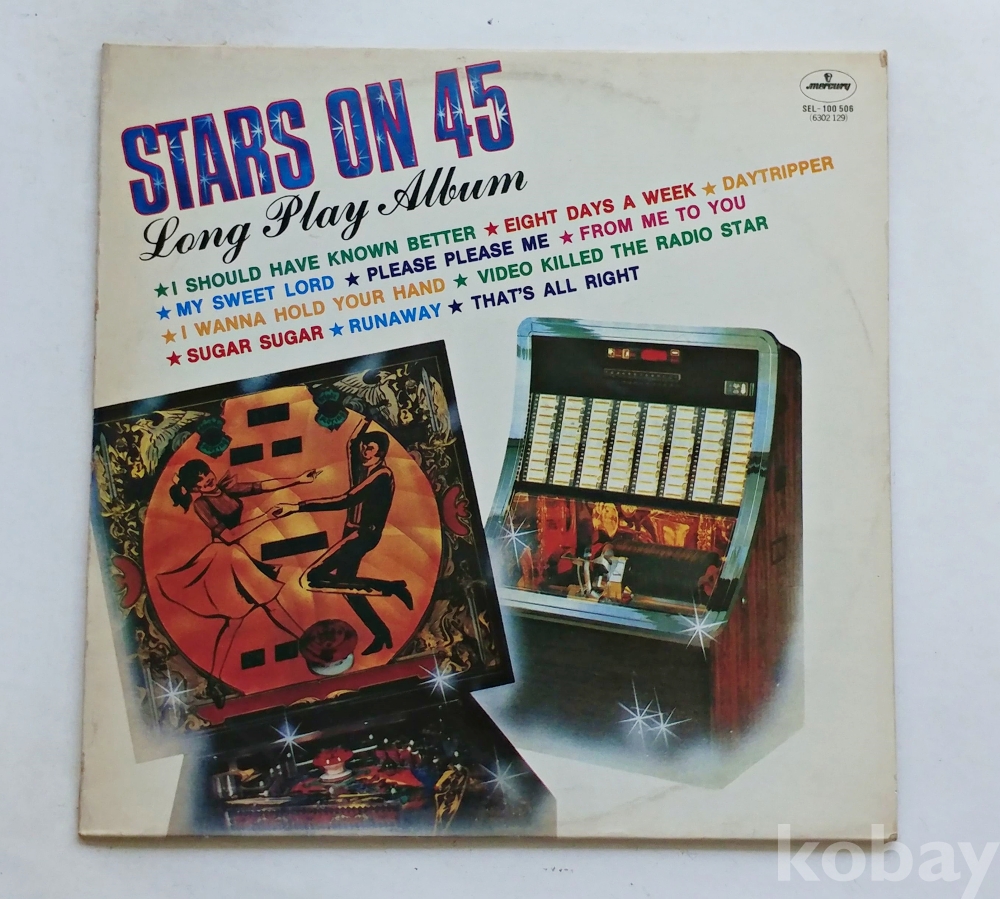 STARS ON 45
Long Play Album
mercury
SEL-100 506
(6302 129)
★I SHOULD HAVE KNOWN BETTER ★EIGHT DAYS A WEEK ★DAYTRIPPER
★MY SWEET LORD ★PLEASE PLEASE ME ★FROM ME TO YOU
★I WANNA HOLD YOUR HAND ★VIDEO KILLED THE RADIO STAR
★SUGAR SUGAR ★RUNAWAY ★THAT'S ALL RIGHT
kobay